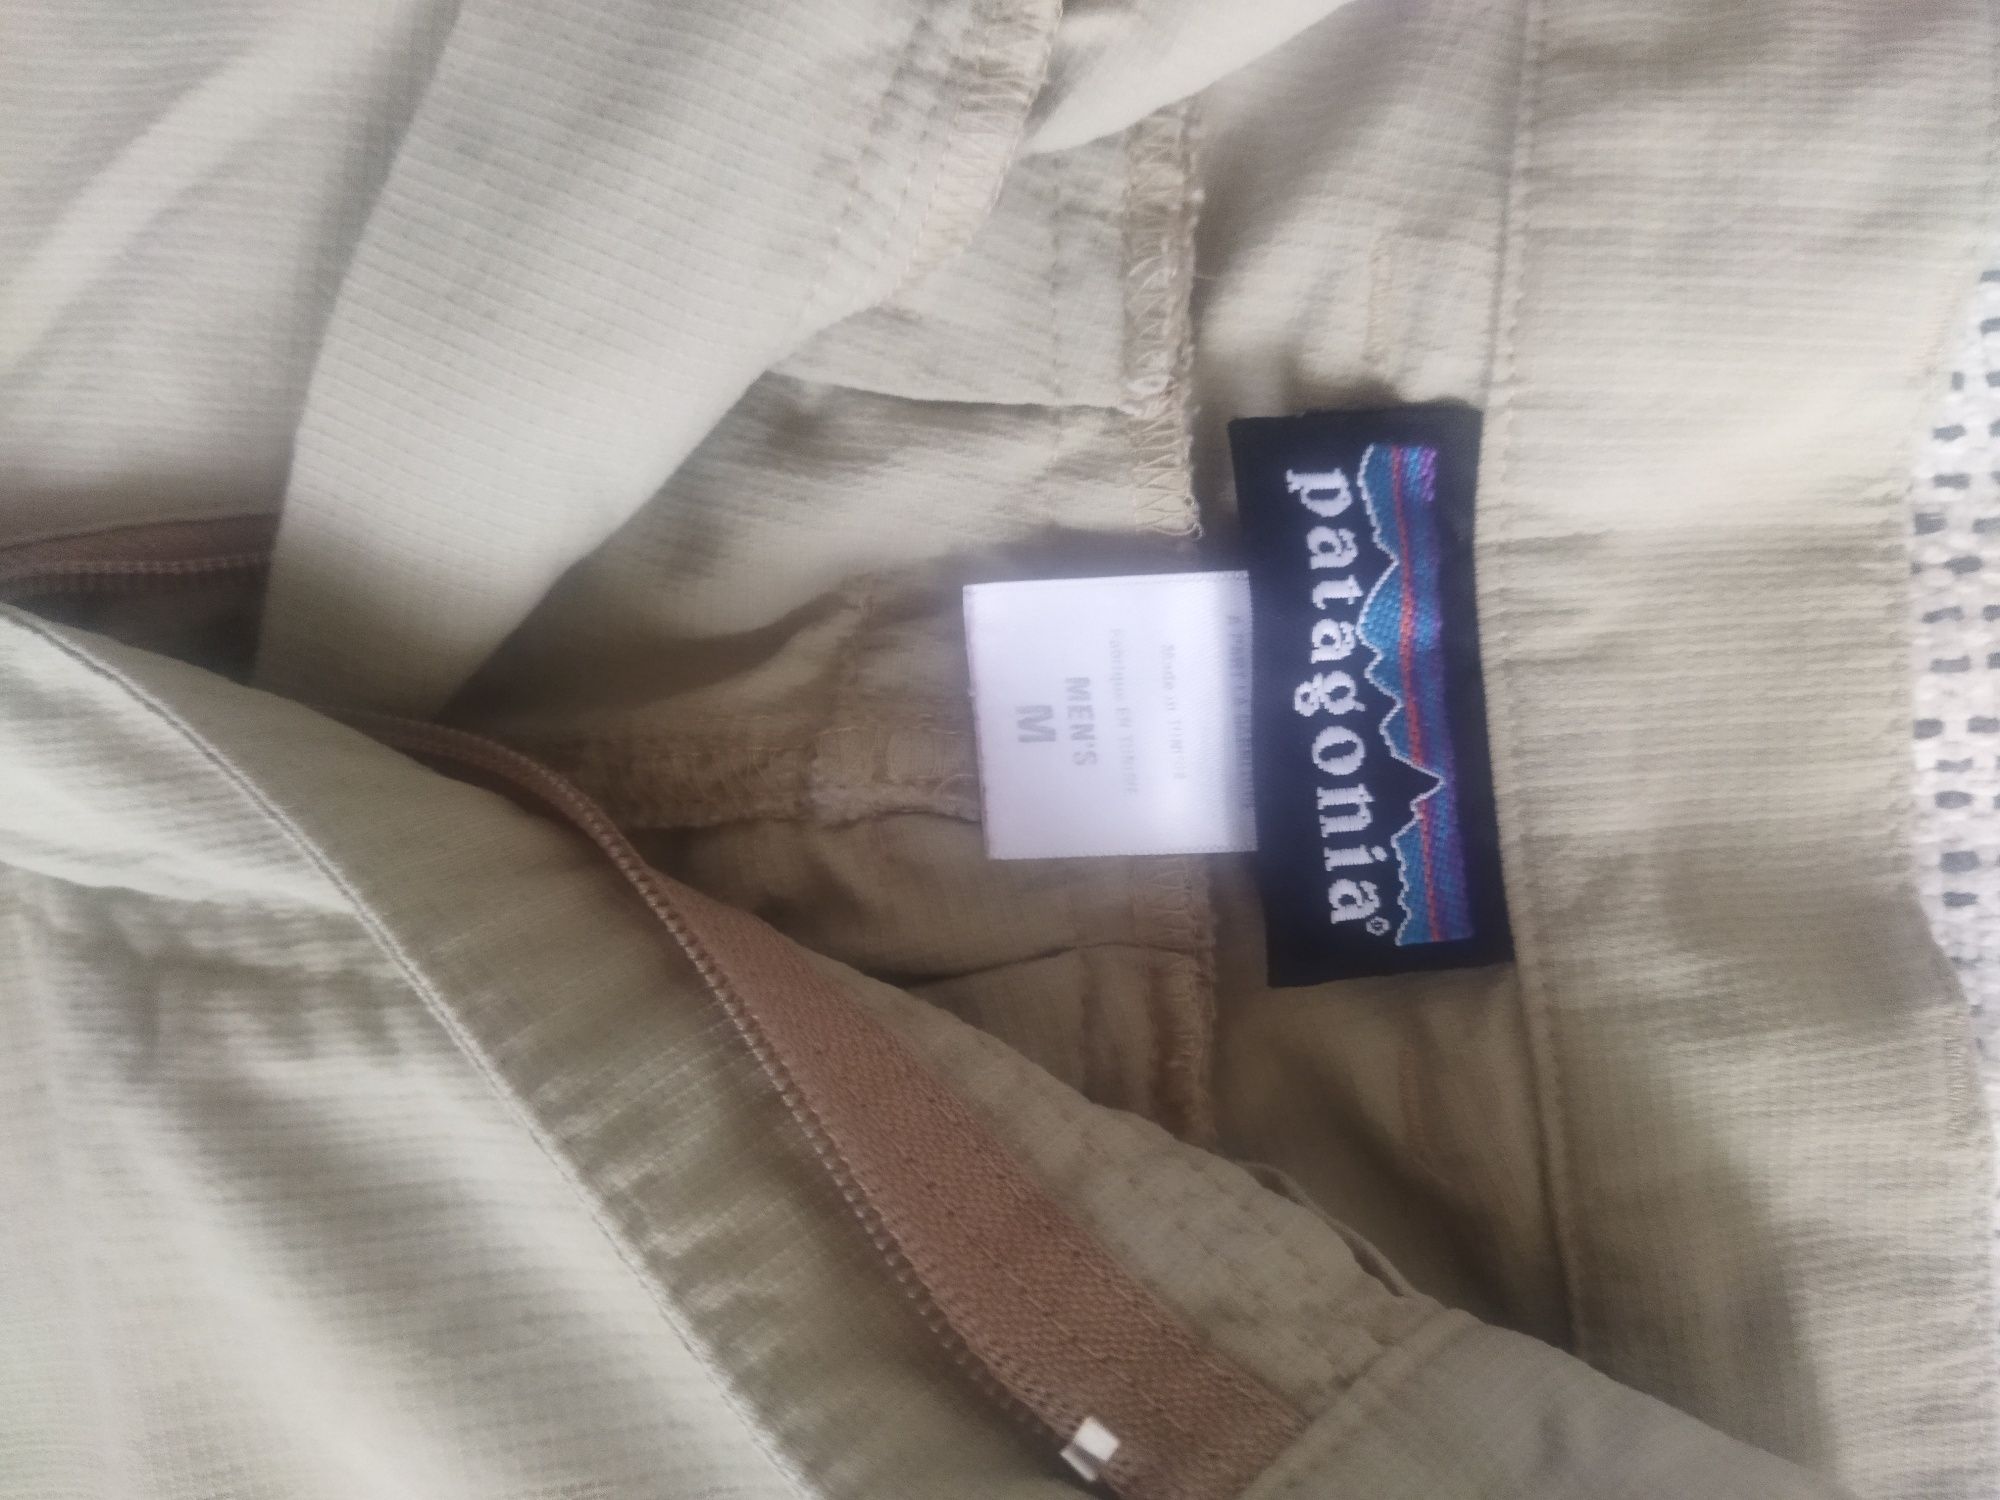 patagonia®
Made in Tunisia
Fabriqué en Tunisie
MEN'S
M